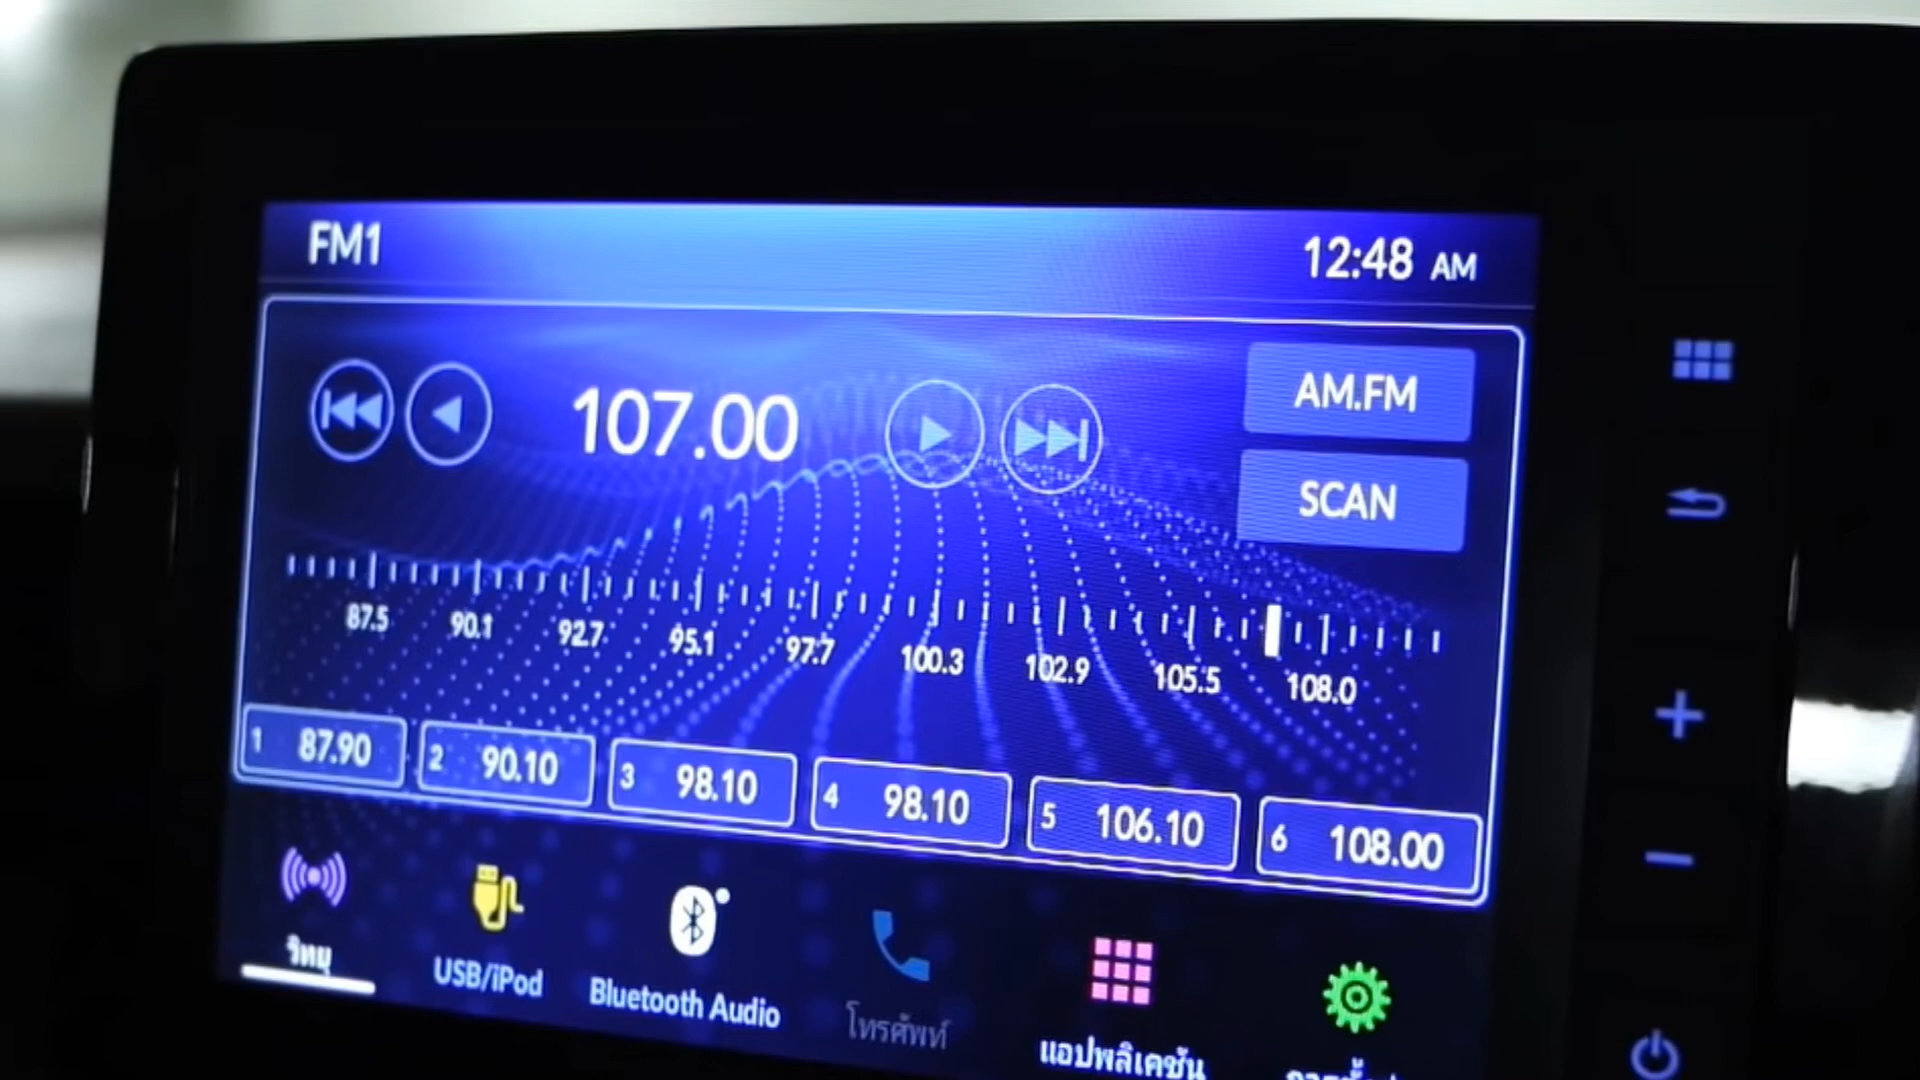 FM1
12:48 AM
107.00
AM.FM
SCAN
87.5 90.1 92.7 95.1 97.7 100.3 102.9 105.5 108.0
1 87.90
2 90.10
3 98.10
4 98.10
5 106.10
6 108.00
วิทยุ
USB/iPod
Bluetooth Audio
โทรศัพท์
แอปพลิเคชัน